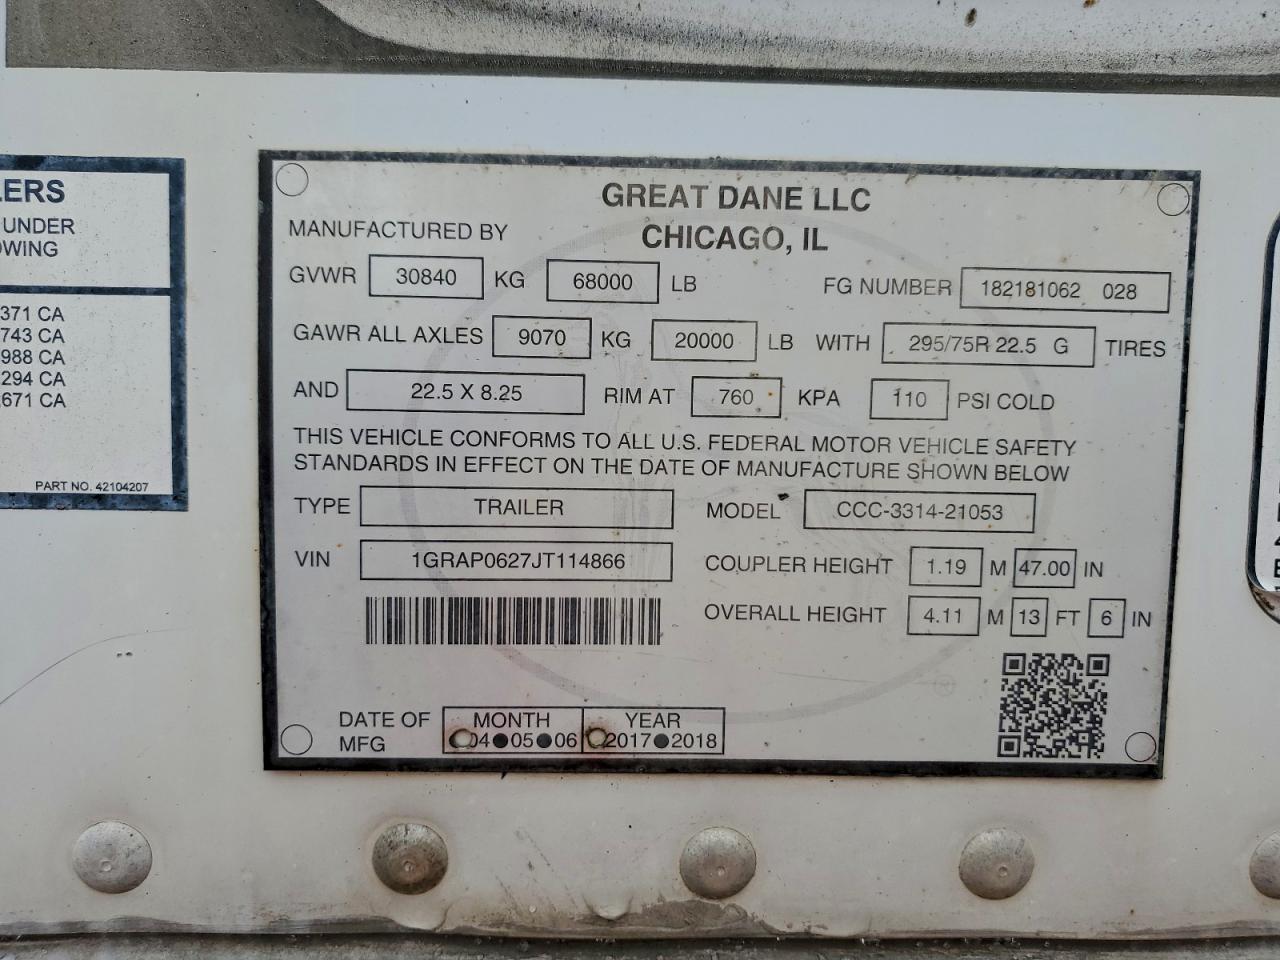 LERS
UNDER
OWING
371 CA
743 CA
988 CA
294 CA
671 CA
PART NO. 42104207
GREAT DANE LLC
MANUFACTURED BY CHICAGO, IL
GVWR 30840 KG 68000 LB FG NUMBER 182181062 028
GAWR ALL AXLES 9070 KG 20000 LB WITH 295/75R 22.5 G TIRES
AND 22.5 X 8.25 RIM AT 760 KPA 110 PSI COLD
THIS VEHICLE CONFORMS TO ALL U.S. FEDERAL MOTOR VEHICLE SAFETY
STANDARDS IN EFFECT ON THE DATE OF MANUFACTURE SHOWN BELOW
TYPE TRAILER MODEL CCC-3314-21053
VIN 1GRAP0627JT114866 COUPLER HEIGHT 1.19 M 47.00 IN
OVERALL HEIGHT 4.11 M 13 FT 6 IN
DATE OF MFG MONTH YEAR
04 05 06 2017 2018